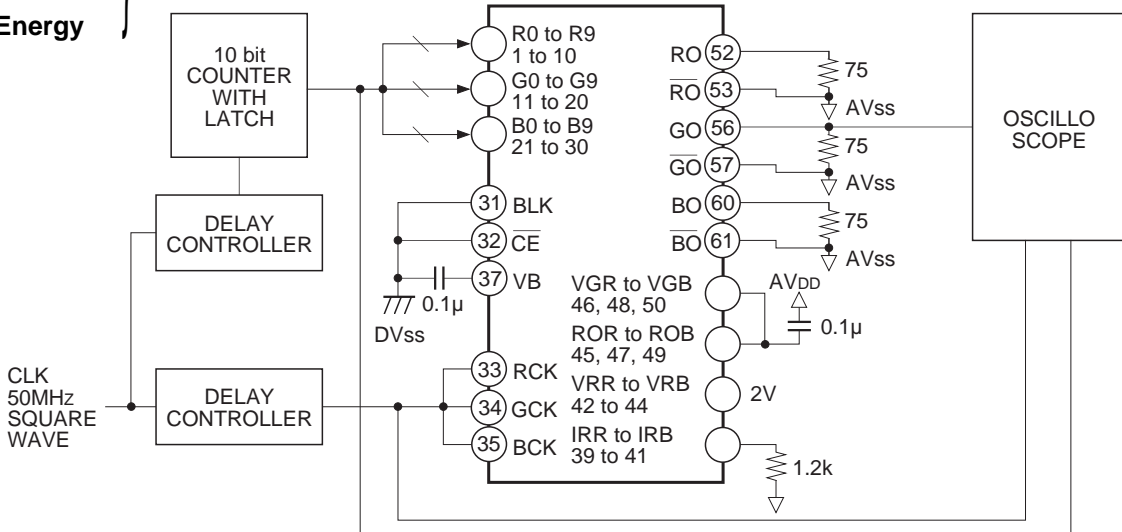 Energy
10 bit
COUNTER
WITH
LATCH
DELAY
CONTROLLER
CLK
50MHz
SQUARE
WAVE
DELAY
CONTROLLER
R0 to R9
1 to 10
G0 to G9
11 to 20
B0 to B9
21 to 30
31 BLK
32 CE
37 VB
0.1µ
DVss
33 RCK
34 GCK
35 BCK
RO 52
75
RO 53
AVss
GO 56
75
GO 57
AVss
BO 60
75
BO 61
AVss
VGR to VGB
46, 48, 50
AVDD
0.1µ
ROR to ROB
45, 47, 49
VRR to VRB
42 to 44
2V
IRR to IRB
39 to 41
1.2k
OSCILLO
SCOPE